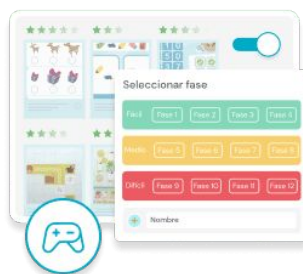 Seleccionar fase
Fácil Fase 1 Fase 2 Fase 3 Fase 4
Medio Fase 5 Fase 6 Fase 7 Fase 8
Difícil Fase 9 Fase 10 Fase 11 Fase 12
Nombre